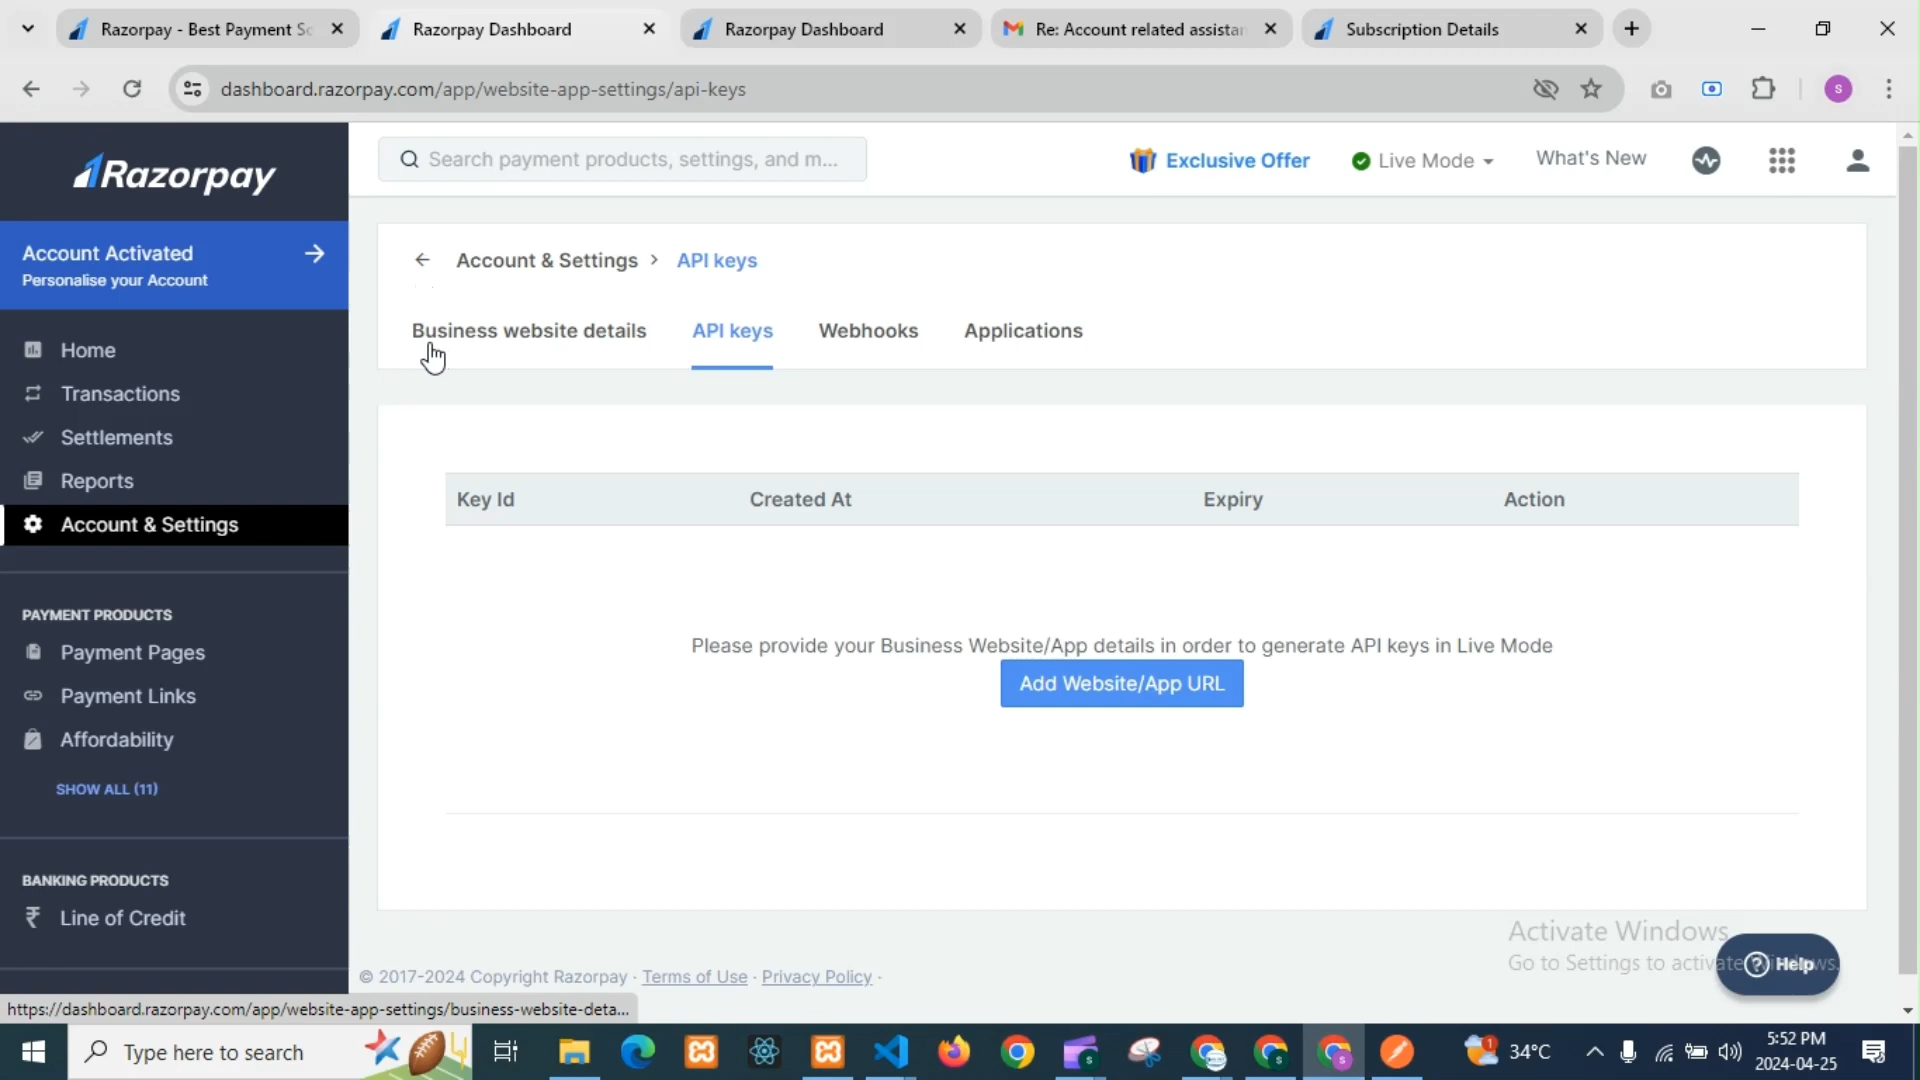 Razorpay - Best Payment So
Razorpay Dashboard
Razorpay Dashboard
Re: Account related assistan
Subscription Details
dashboard.razorpay.com/app/website-app-settings/api-keys
s
Razorpay
Search payment products, settings, and m...
Exclusive Offer
Live Mode
What's New
Account Activated
Personalise your Account
Account & Settings
API keys
Business website details
API keys
Webhooks
Applications
Home
Transactions
Settlements
Reports
Account & Settings
Key Id
Created At
Expiry
Action
PAYMENT PRODUCTS
Payment Pages
Payment Links
Affordability
SHOW ALL (11)
Please provide your Business Website/App details in order to generate API keys in Live Mode
Add Website/App URL
BANKING PRODUCTS
₹ Line of Credit
Activate Windows
Go to Settings to activate Windows.
Help
© 2017-2024 Copyright Razorpay · Terms of Use · Privacy Policy ·
https://dashboard.razorpay.com/app/website-app-settings/business-website-deta...
Type here to search
1
34°C
5:52 PM
2024-04-25